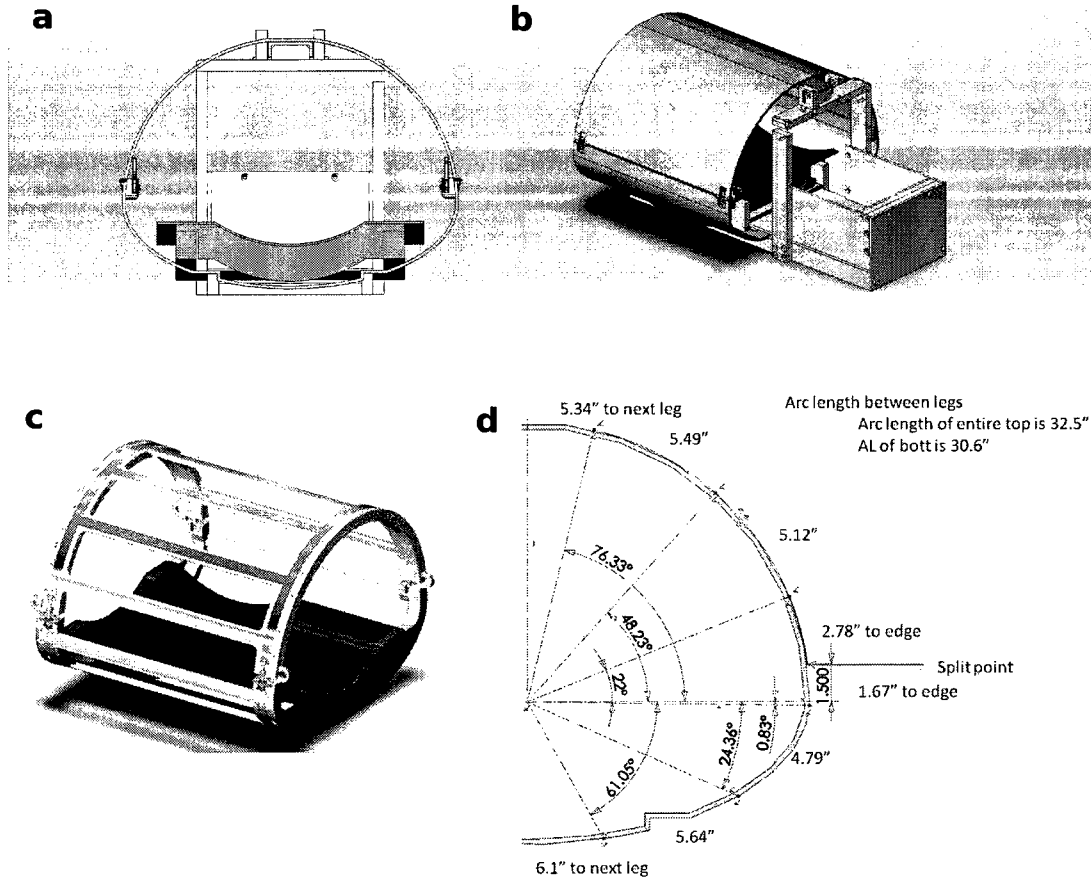 a
b
c
d
5.34" to next leg
5.49"
Arc length between legs
Arc length of entire top is 32.5"
AL of bott is 30.6"
5.12"
76.33°
48.23°
22°
2.78" to edge
Split point
1.500
1.67" to edge
24.36°
0.83°
61.05°
4.79"
5.64"
6.1" to next leg